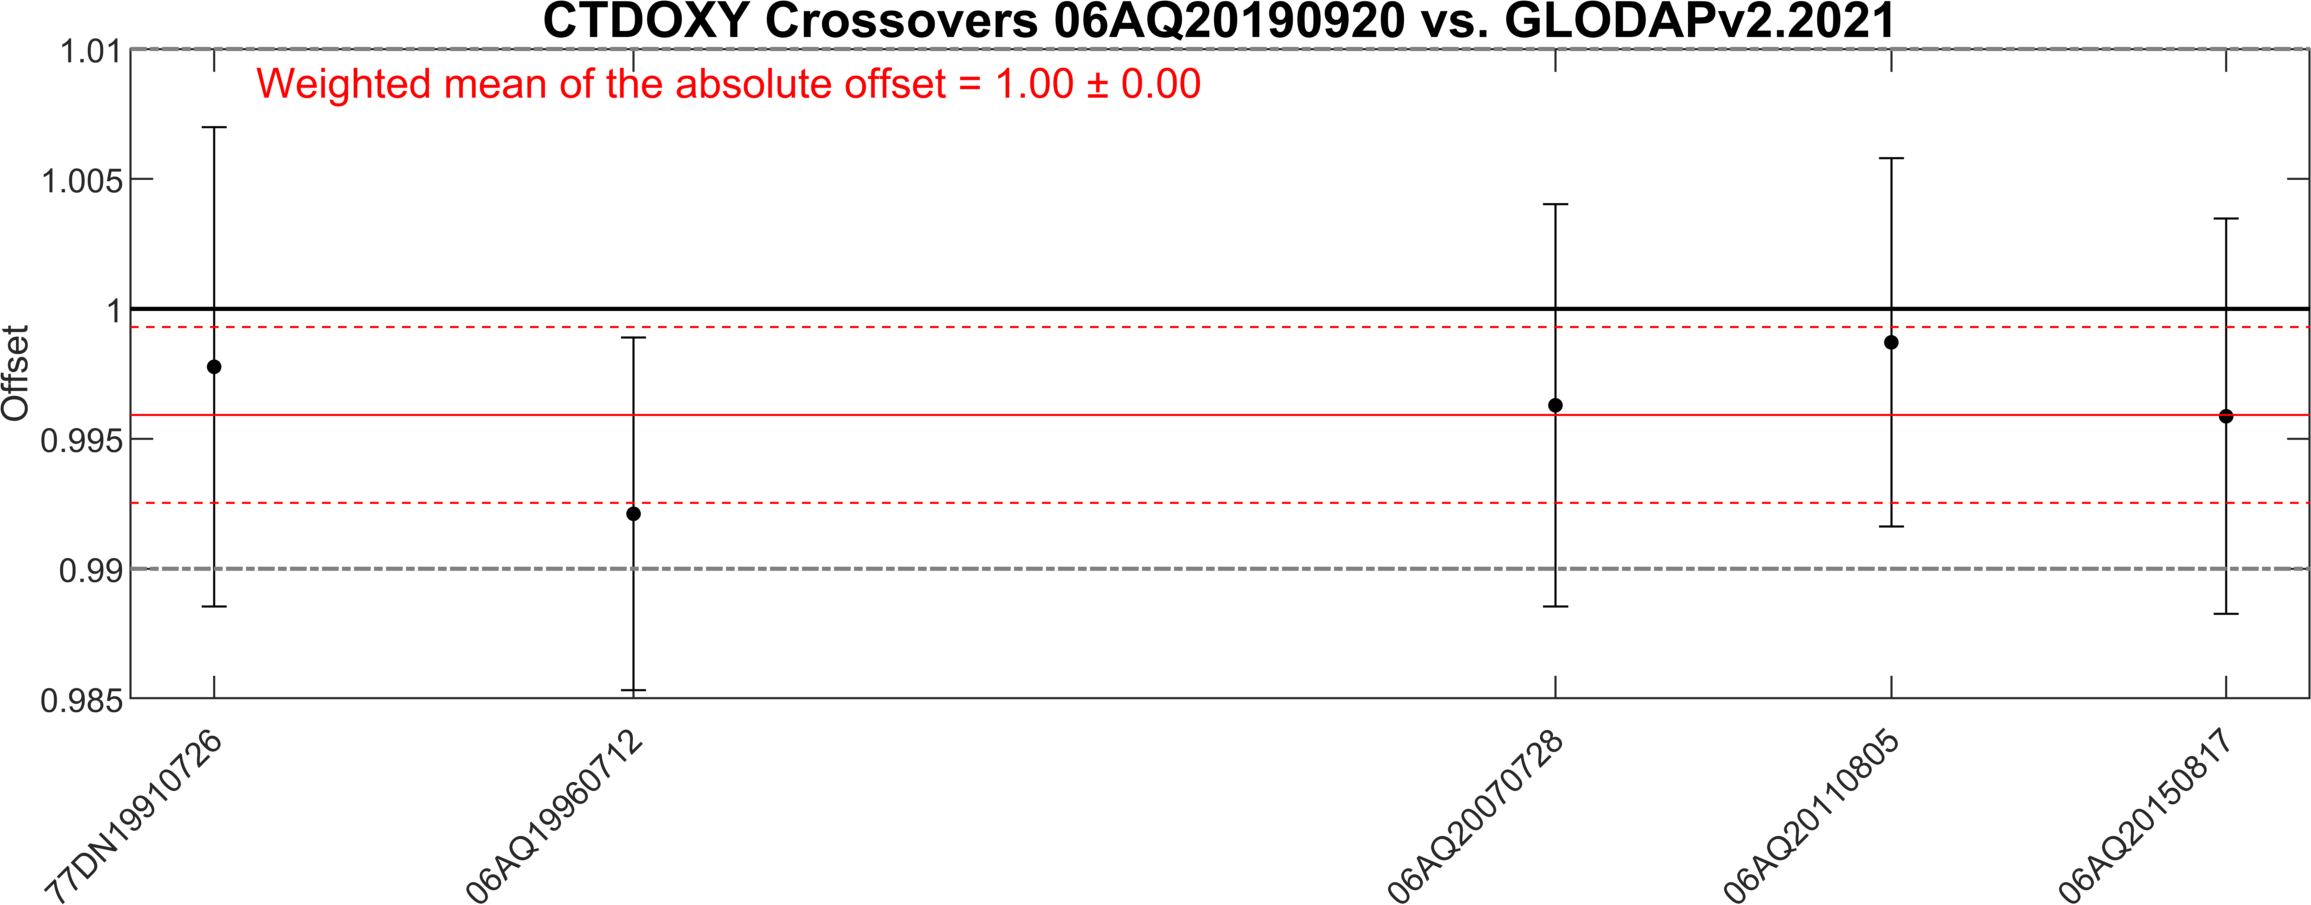 CTDOXY Crossovers 06AQ20190920 vs. GLODAPv2.2021
Weighted mean of the absolute offset = 1.00 ± 0.00
1.01
1.005
1
0.995
0.99
0.985
Offset
77DN19910726
06AQ19960712
06AQ20070728
06AQ20110805
06AQ20150817